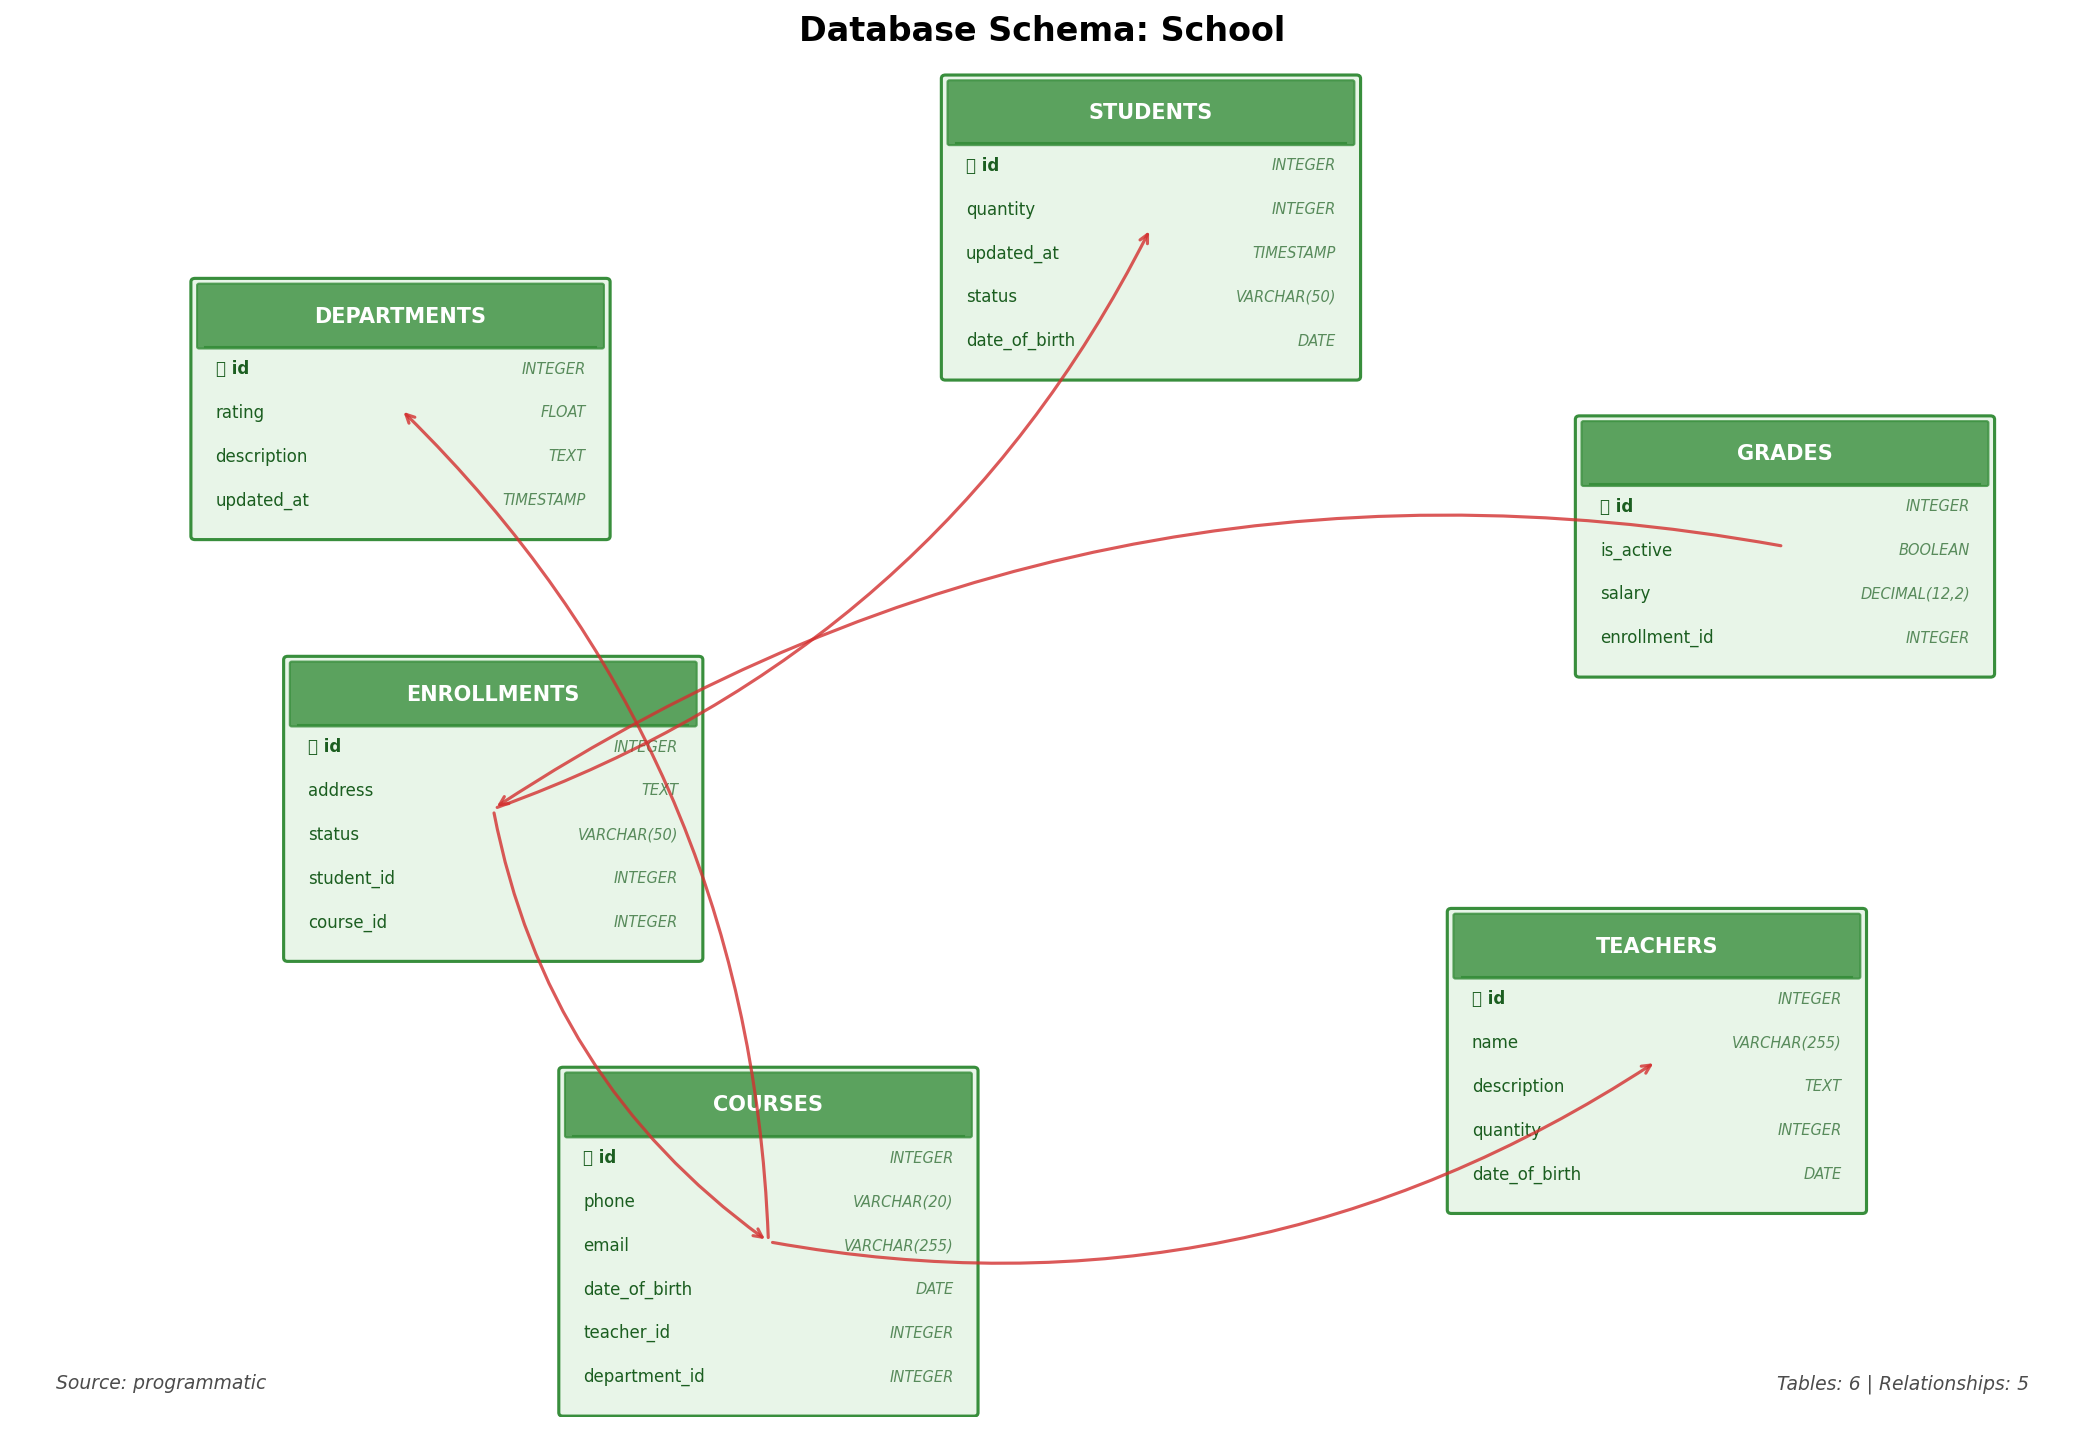 Database Schema: School
STUDENTS
id INTEGER
quantity INTEGER
updated_at TIMESTAMP
status VARCHAR(50)
date_of_birth DATE
DEPARTMENTS
id INTEGER
rating FLOAT
description TEXT
updated_at TIMESTAMP
GRADES
id INTEGER
is_active BOOLEAN
salary DECIMAL(12,2)
enrollment_id INTEGER
ENROLLMENTS
id INTEGER
address TEXT
status VARCHAR(50)
student_id INTEGER
course_id INTEGER
TEACHERS
id INTEGER
name VARCHAR(255)
description TEXT
quantity INTEGER
date_of_birth DATE
COURSES
id INTEGER
phone VARCHAR(20)
email VARCHAR(255)
date_of_birth DATE
teacher_id INTEGER
department_id INTEGER
Source: programmatic
Tables: 6 | Relationships: 5